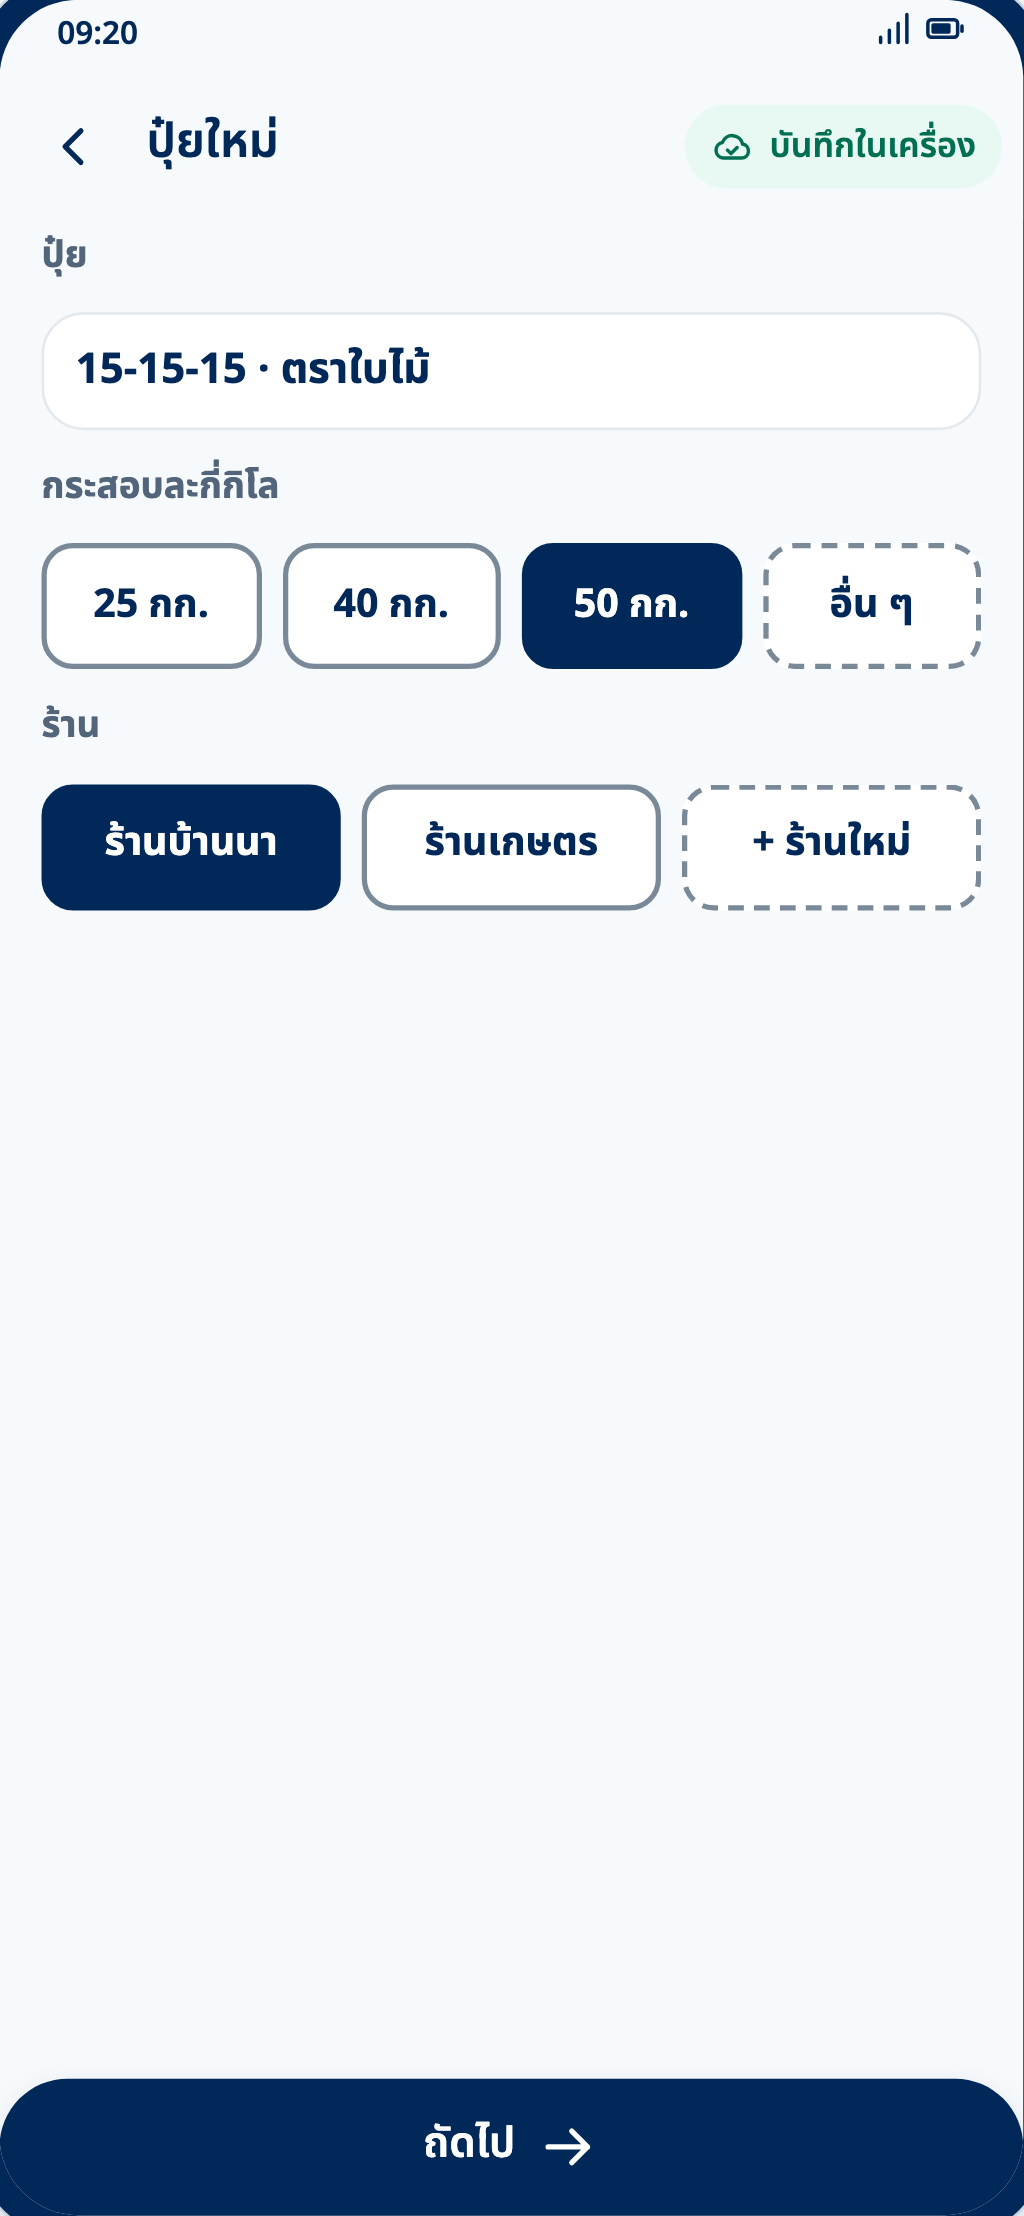 09:20
ปุ๋ยใหม่
บันทึกในเครื่อง
ปุ๋ย
15-15-15 · ตราใบไม้
กระสอบละกี่กิโล
25 กก. 40 กก. 50 กก. อื่น ๆ
ร้าน
ร้านบ้านนา ร้านเกษตร + ร้านใหม่
ถัดไป